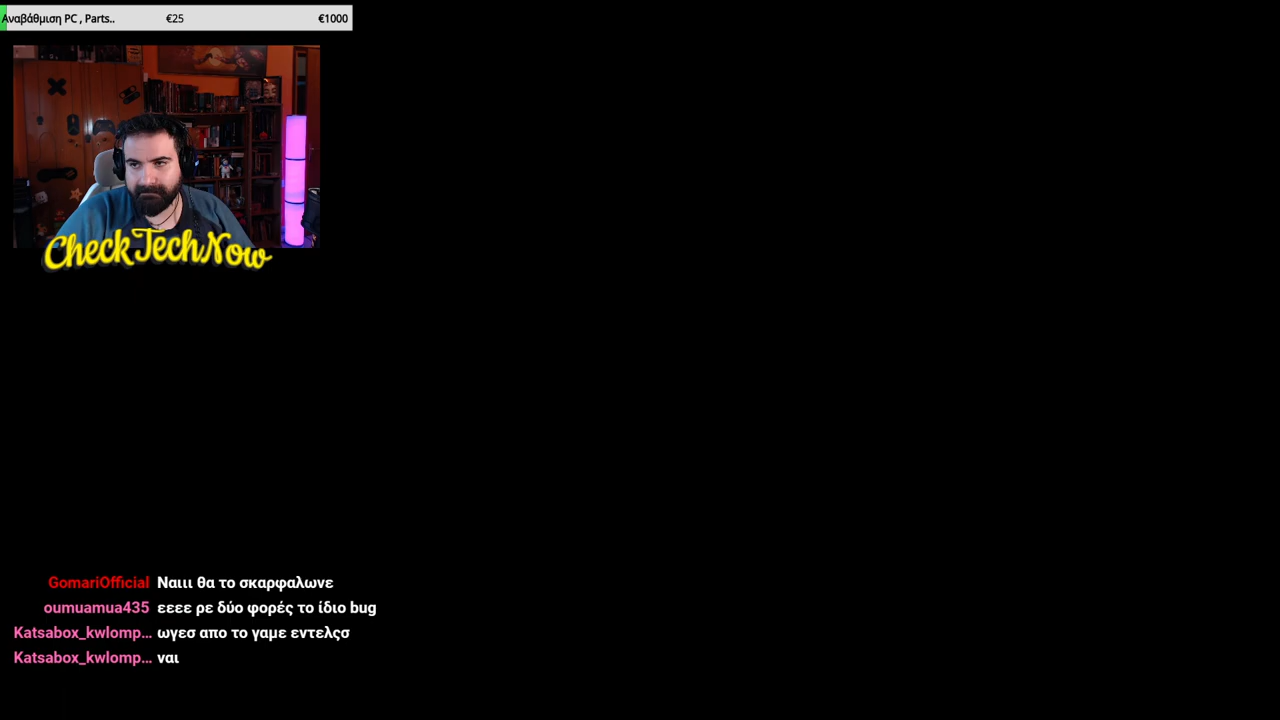 Αναβάθμιση PC , Parts.. €25 €1000
CheckTechNow
GomariOfficial Ναιιι θα το σκαρφαλωνε
oumuamua435 εεεε ρε δύο φορές το ίδιο bug
Katsabox_kwlomp... ωγεσ απο το γαμε εντελςσ
Katsabox_kwlomp... ναι